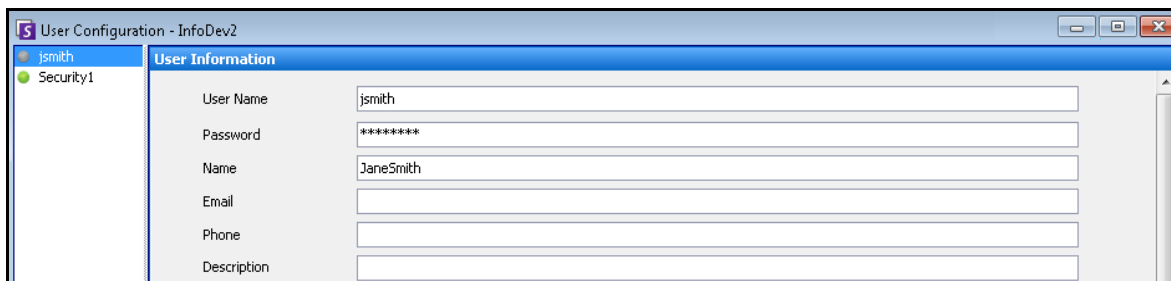 User Configuration - InfoDev2
jsmith
Security1
User Information
User Name jsmith
Password ********
Name JaneSmith
Email
Phone
Description